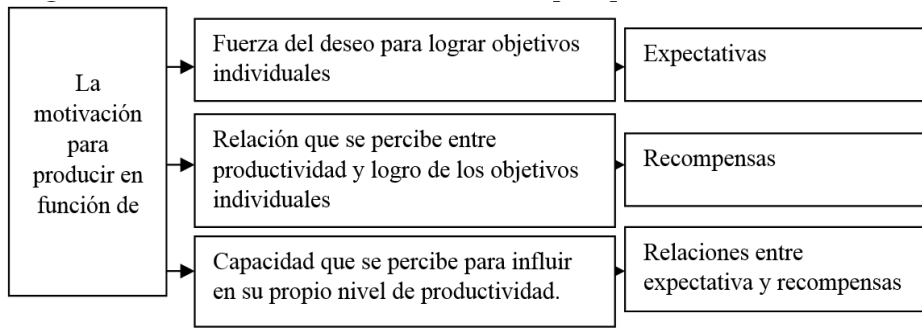 La
motivación
para
producir en
función de
Fuerza del deseo para lograr objetivos
individuales
Expectativas
Relación que se percibe entre
productividad y logro de los objetivos
individuales
Recompensas
Capacidad que se percibe para influir
en su propio nivel de productividad.
Relaciones entre
expectativa y recompensas